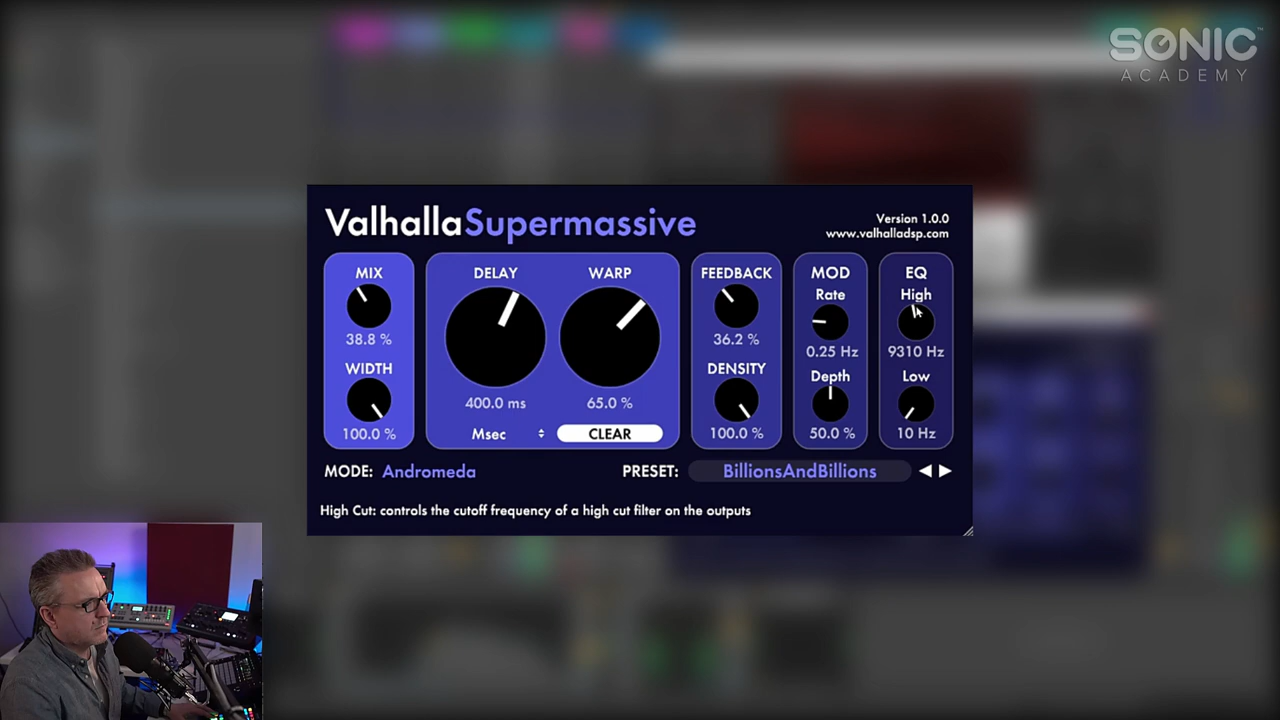 SONIC
ACADEMY
ValhallaSupermassive
Version 1.0.0
www.valhalladsp.com
MIX
38.8 %
WIDTH
100.0 %
DELAY
400.0 ms
Msec
WARP
65.0 %
CLEAR
FEEDBACK
36.2 %
DENSITY
100.0 %
MOD
Rate
0.25 Hz
Depth
50.0 %
EQ
High
9310 Hz
Low
10 Hz
MODE: Andromeda
PRESET: BillionsAndBillions
High Cut: controls the cutoff frequency of a high cut filter on the outputs